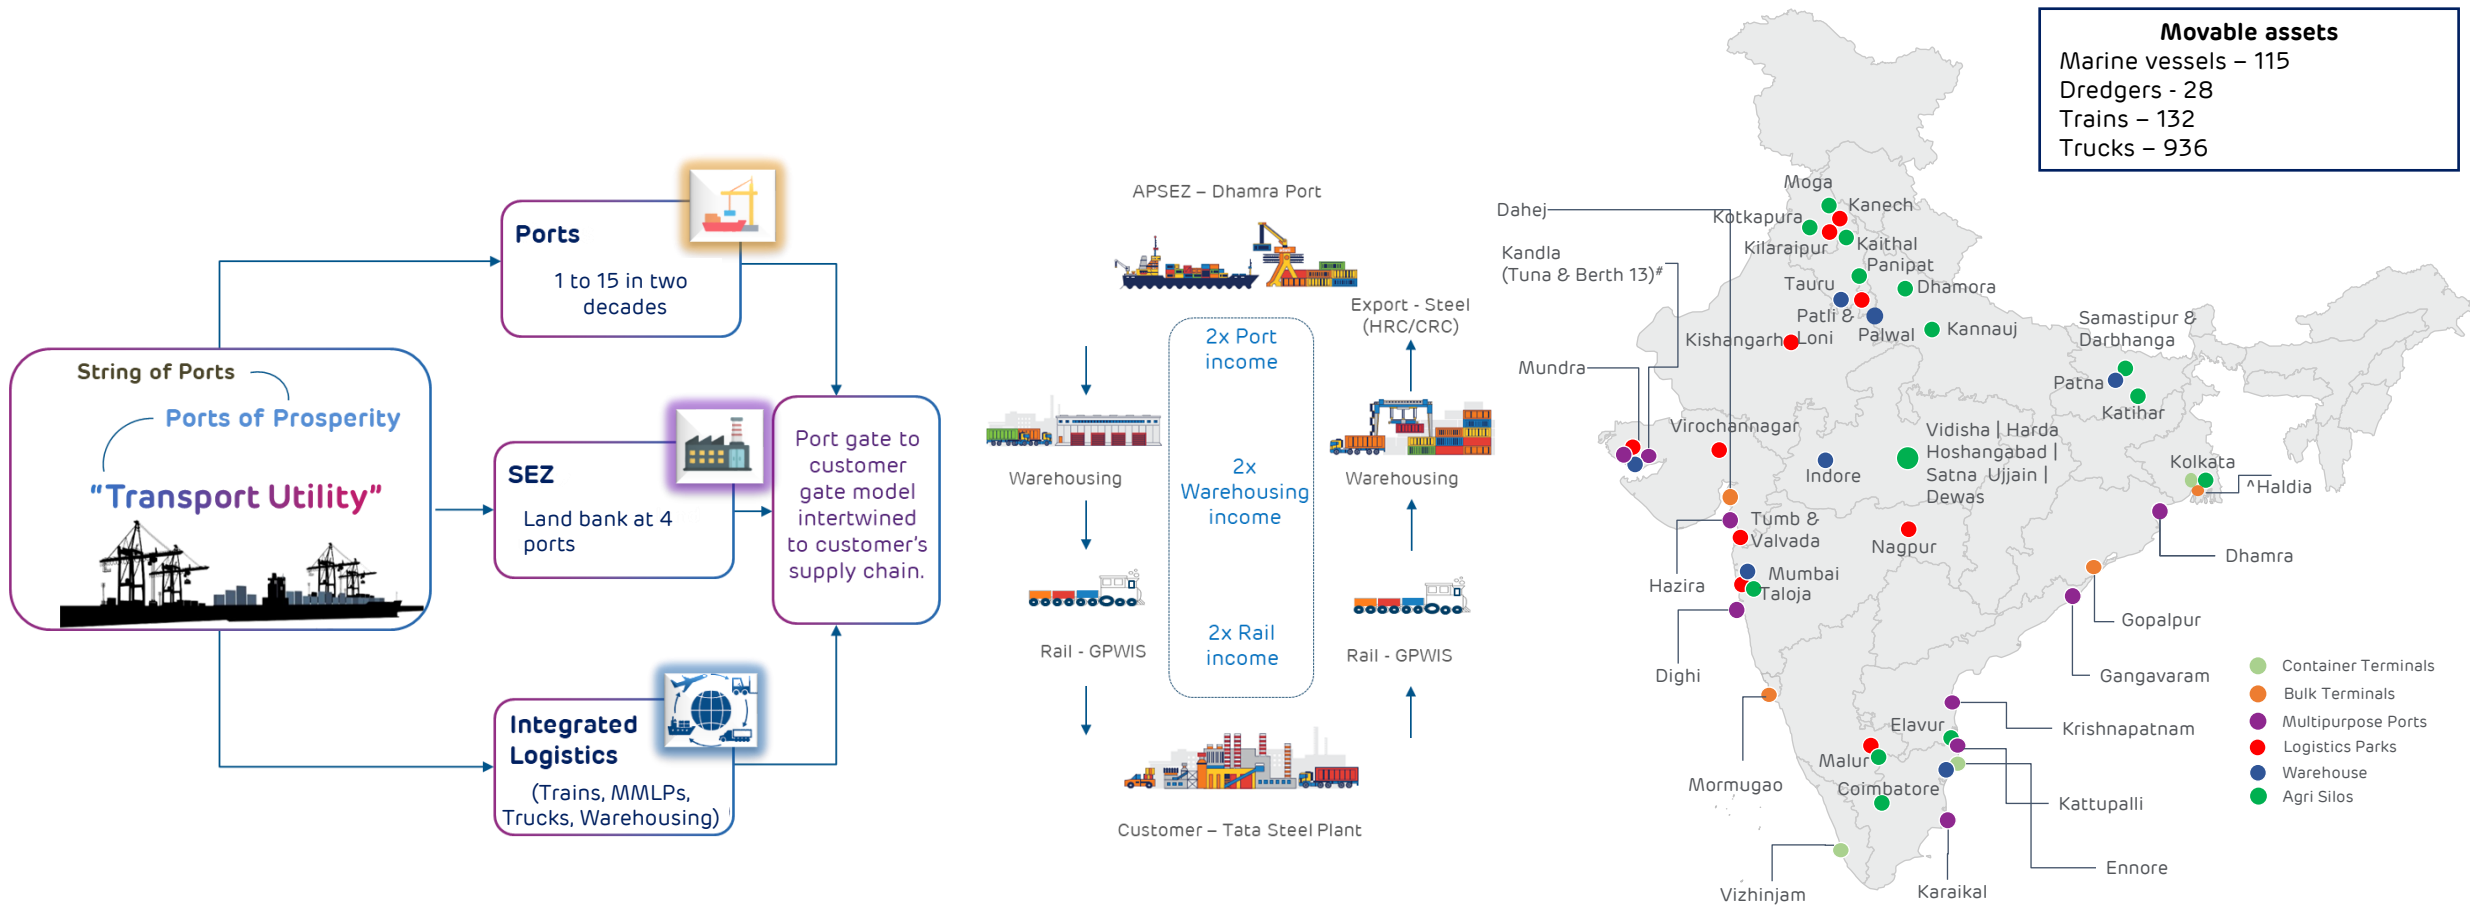 String of Ports
Ports of Prosperity
"Transport Utility"
Ports
1 to 15 in two
decades
SEZ
Land bank at 4
ports
Integrated
Logistics
(Trains, MMLPs,
Trucks, Warehousing)
Port gate to
customer
gate model
intertwined
to customer's
supply chain.
APSEZ – Dhamra Port
Export - Steel
(HRC/CRC)
2x Port
income
Warehousing
2x
Warehousing
income
Warehousing
2x Rail
income
Rail - GPWIS
Rail - GPWIS
Customer – Tata Steel Plant
Movable assets
Marine vessels – 115
Dredgers - 28
Trains – 132
Trucks – 936
Dahej
Kandla
(Tuna & Berth 13)#
Mundra
Moga
Kanech
Kotkapura
Kilaraipur
Kaithal
Panipat
Tauru
Dhamora
Patli &
Loni
Palwal
Kishangarh
Kannauj
Samastipur &
Darbhanga
Patna
Katihar
Virochannagar
Indore
Vidisha | Harda
Hoshangabad |
Satna Ujjain |
Dewas
Kolkata
^Haldia
Tumb &
Valvada
Nagpur
Dhamra
Hazira
Mumbai
Taloja
Gopalpur
Dighi
Gangavaram
Krishnapatnam
Elavur
Mormugao
Malur
Coimbatore
Kattupalli
Ennore
Vizhinjam
Karaikal
Container Terminals
Bulk Terminals
Multipurpose Ports
Logistics Parks
Warehouse
Agri Silos